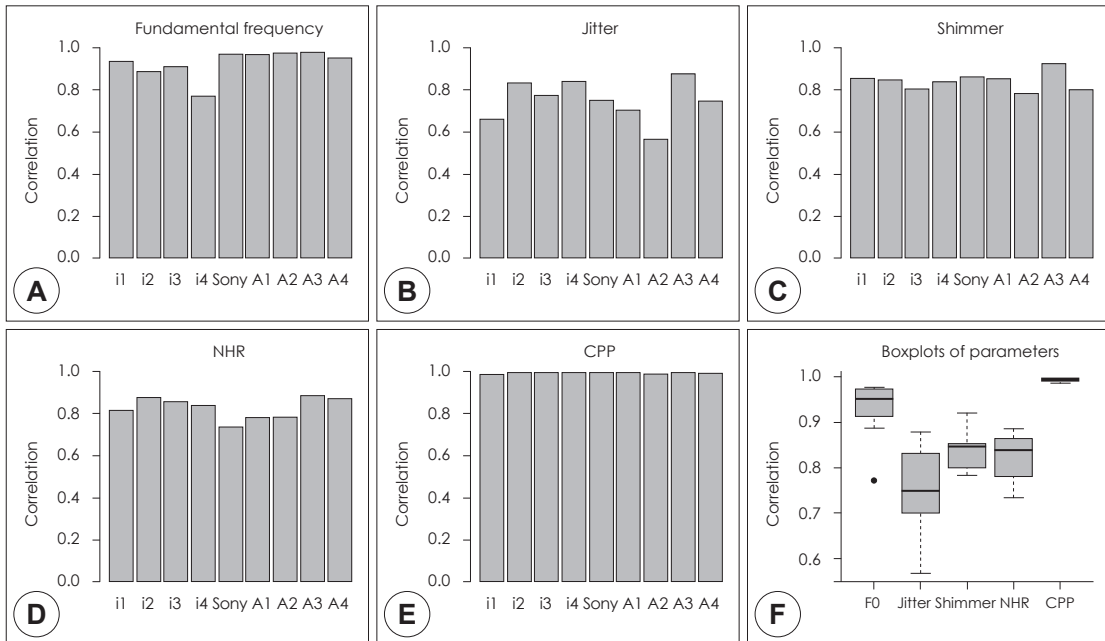 Fundamental frequency
Correlation
1.0
0.8
0.6
0.4
0.2
0.0
i1 i2 i3 i4 Sony A1 A2 A3 A4
A
Jitter
Correlation
1.0
0.8
0.6
0.4
0.2
0.0
i1 i2 i3 i4 Sony A1 A2 A3 A4
B
Shimmer
Correlation
1.0
0.8
0.6
0.4
0.2
0.0
i1 i2 i3 i4 Sony A1 A2 A3 A4
C
NHR
Correlation
1.0
0.8
0.6
0.4
0.2
0.0
i1 i2 i3 i4 Sony A1 A2 A3 A4
D
CPP
Correlation
1.0
0.8
0.6
0.4
0.2
0.0
i1 i2 i3 i4 Sony A1 A2 A3 A4
E
Boxplots of parameters
Correlation
1.0
0.9
0.8
0.7
0.6
F0 Jitter Shimmer NHR CPP
F